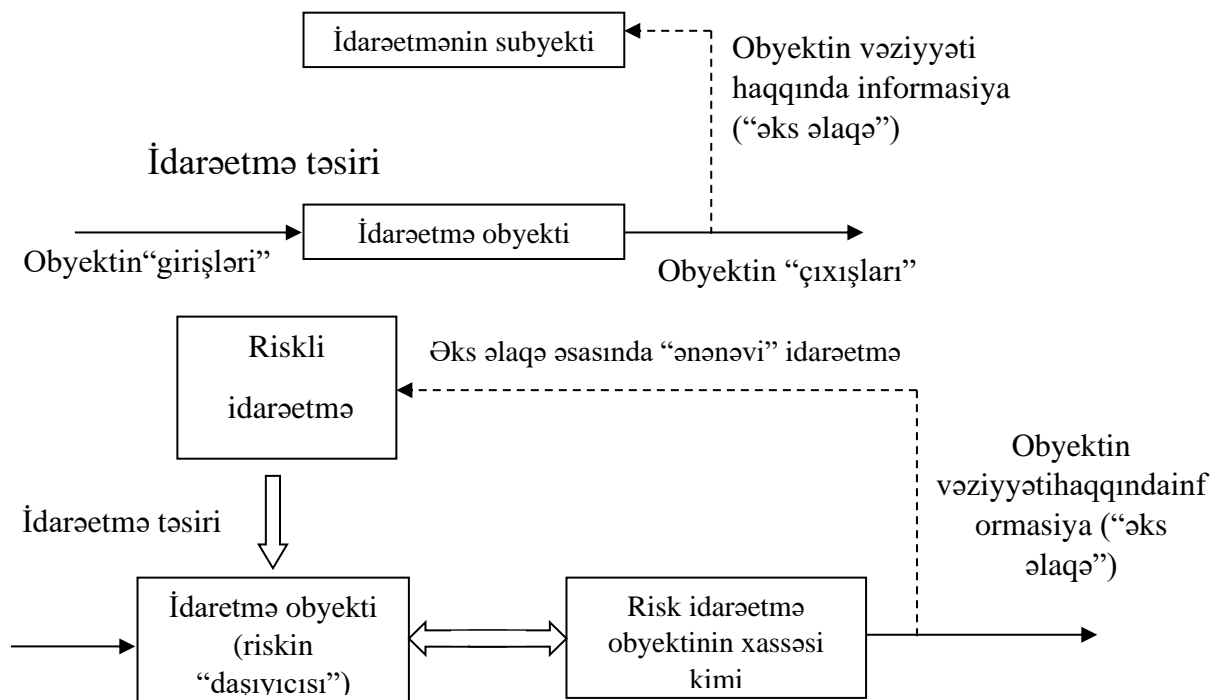 İdarəetmənin subyekti
Obyektin vəziyyəti
haqqında informasiya
(“əks əlaqə”)
İdarəetmə təsiri
İdarəetmə obyekti
Obyektin“girişləri”
Obyektin “çıxışları”
Riskli
idarəetmə
Əks əlaqə əsasında “ənənəvi” idarəetmə
Obyektin
vəziyyətihaqqındainf
ormasiya (“əks
əlaqə”)
İdarəetmə təsiri
İdaretmə obyekti
(riskin
“daşıyıcısı”)
Risk idarəetmə
obyektinin xassəsi
kimi